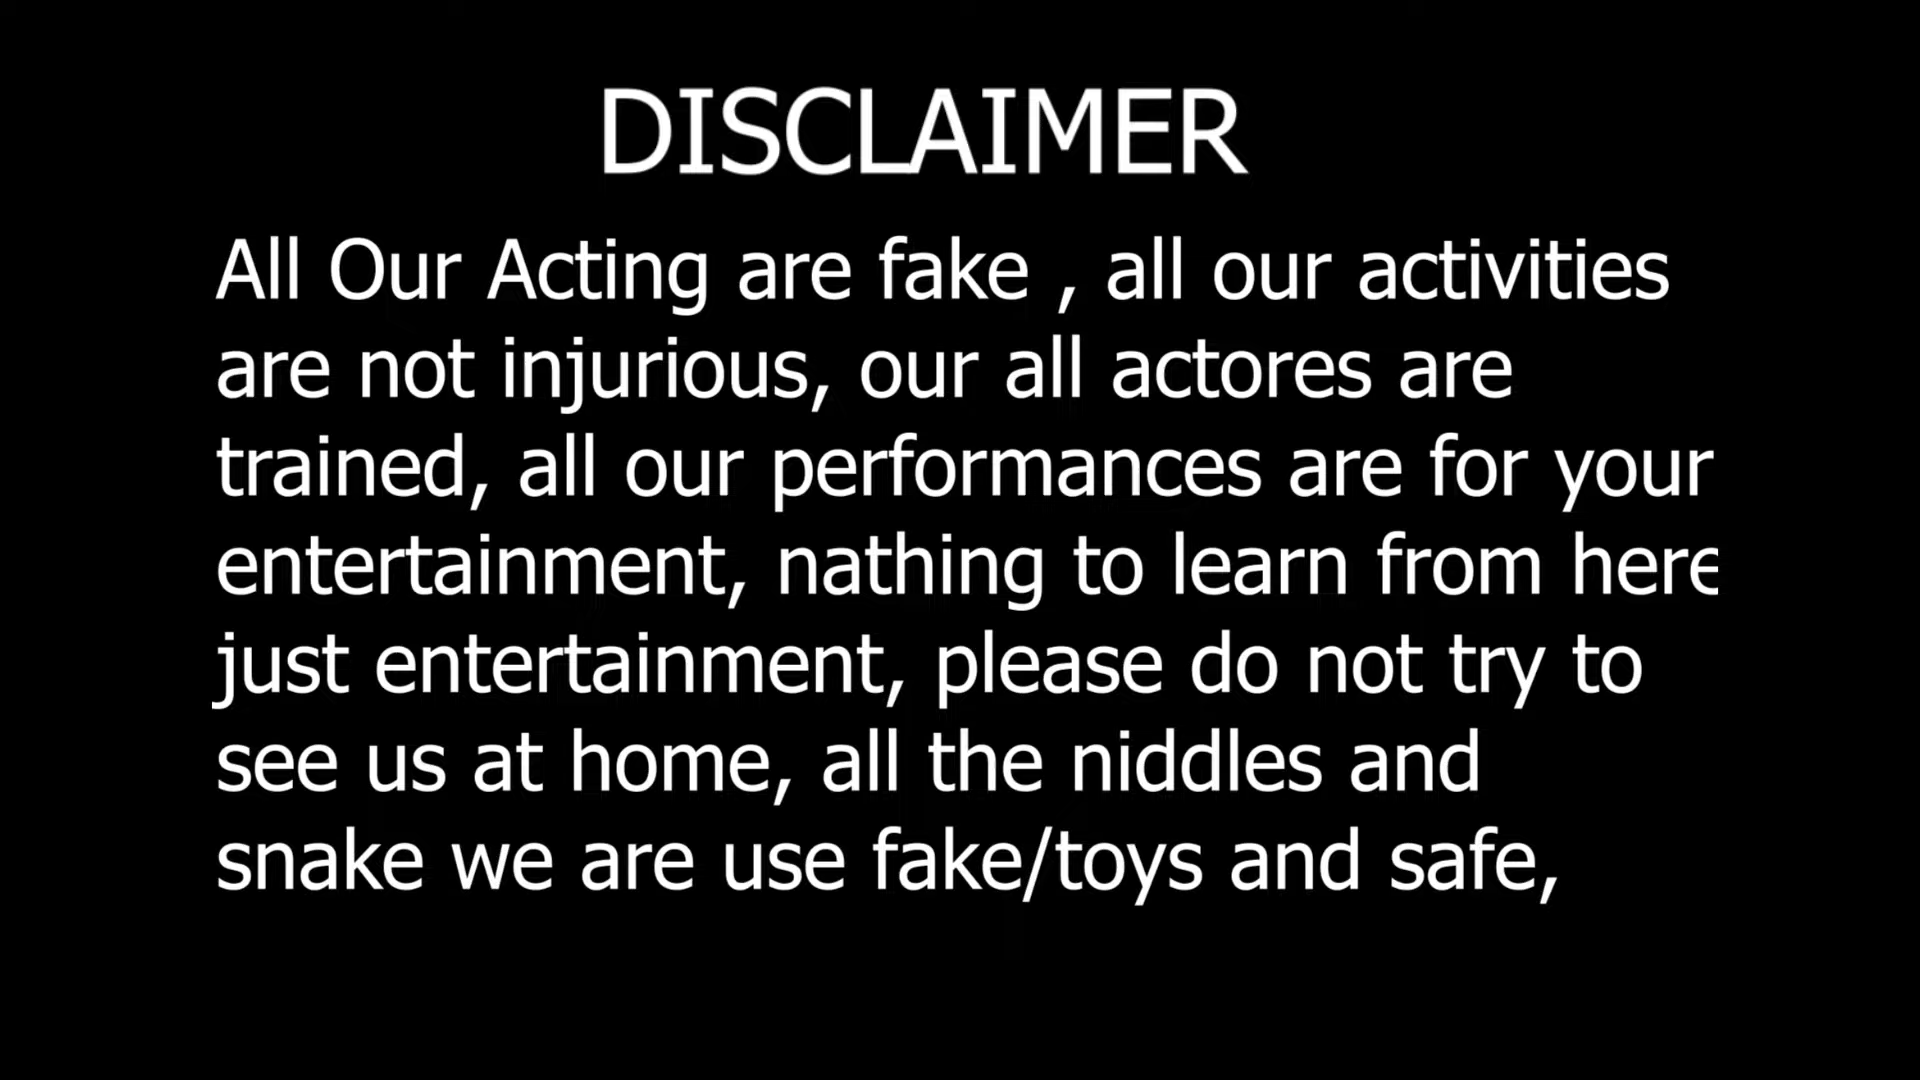 DISCLAIMER
All Our Acting are fake , all our activities
are not injurious, our all actores are
trained, all our performances are for your
entertainment, nathing to learn from here
just entertainment, please do not try to
see us at home, all the niddles and
snake we are use fake/toys and safe,